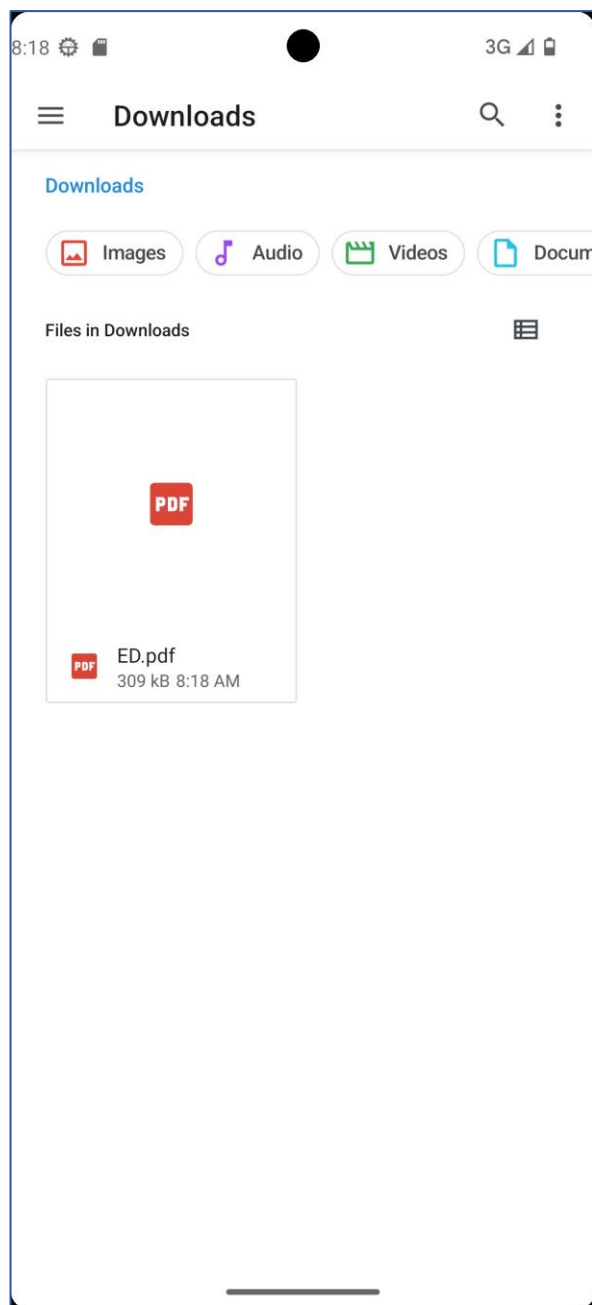 8:18 3G
Downloads
Downloads
Images Audio Videos Docum
Files in Downloads
PDF
PDF ED.pdf
309 kB 8:18 AM